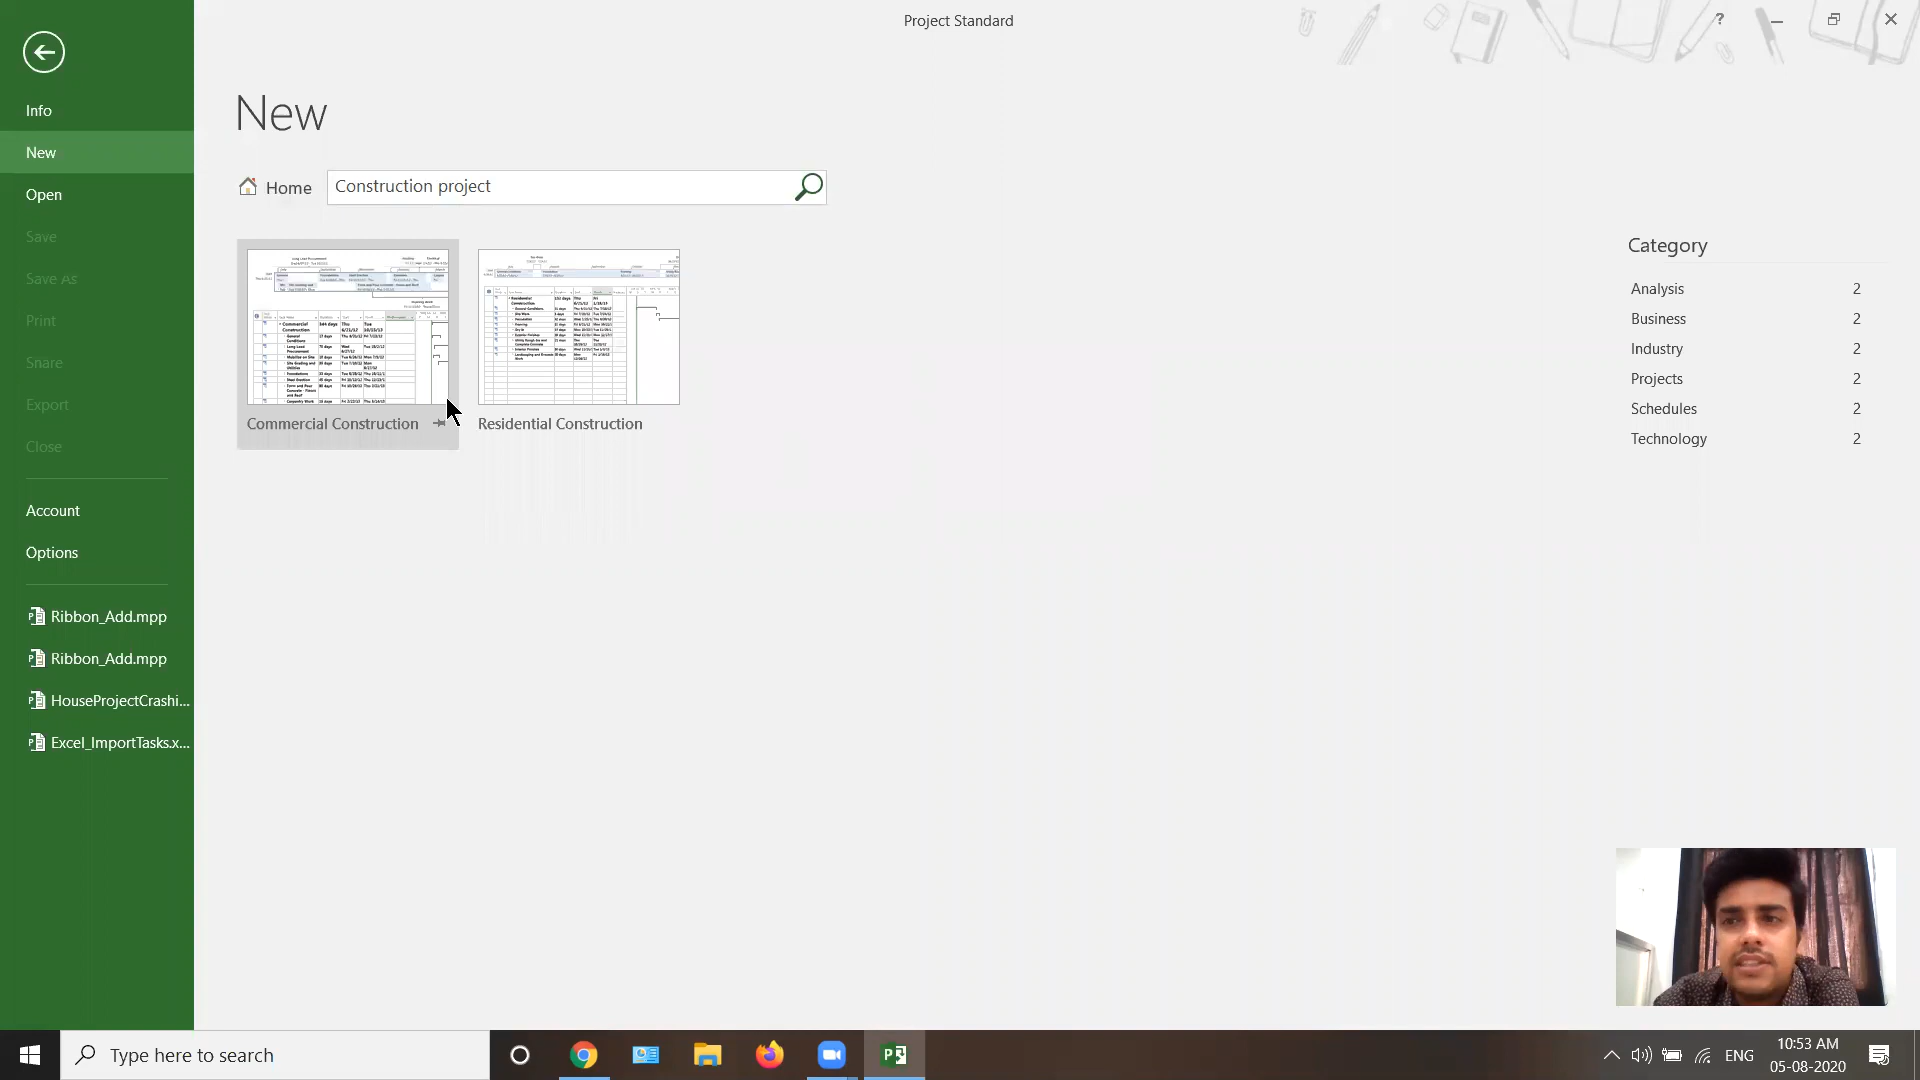 Project Standard
?
Info
New
Open
Save
Save As
Print
Share
Export
Close
Account
Options
Ribbon_Add.mpp
Ribbon_Add.mpp
HouseProjectCrashi...
Excel_ImportTasks.x...
New
Home
Construction project
Commercial Construction
Residential Construction
Category
Analysis 2
Business 2
Industry 2
Projects 2
Schedules 2
Technology 2
Type here to search
ENG
10:53 AM
05-08-2020